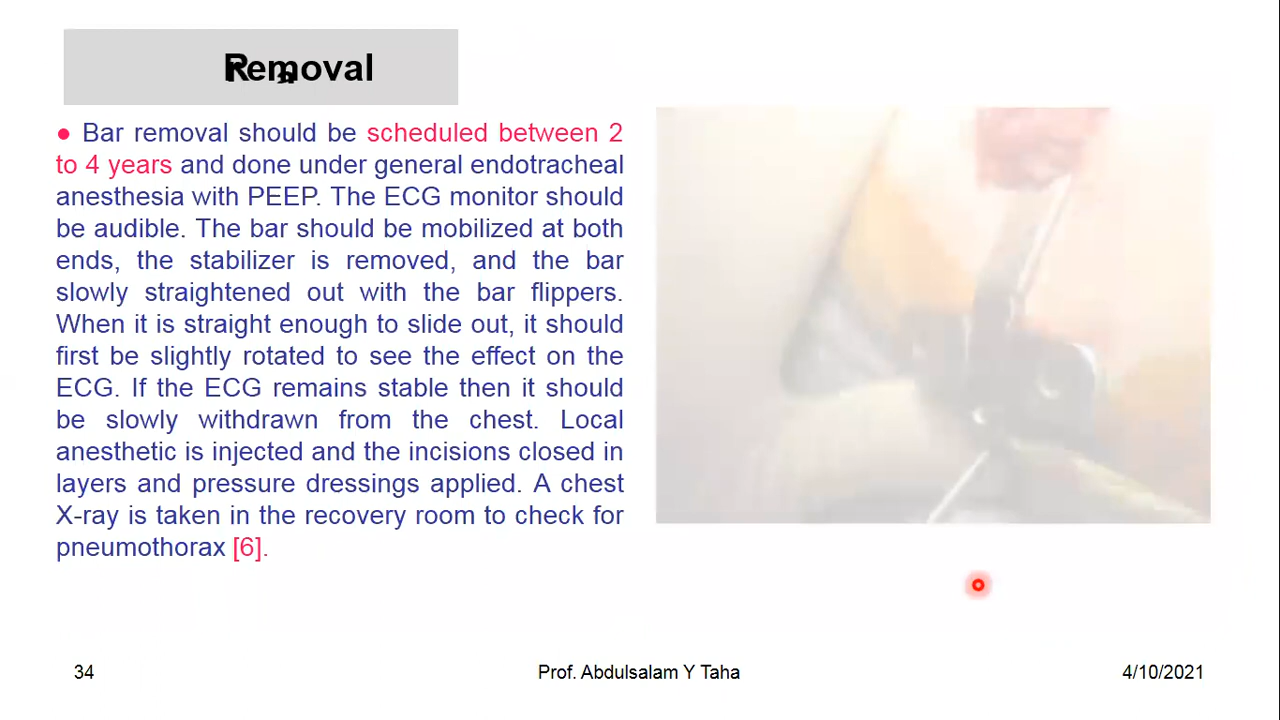 Removal
● Bar removal should be scheduled between 2
to 4 years and done under general endotracheal
anesthesia with PEEP. The ECG monitor should
be audible. The bar should be mobilized at both
ends, the stabilizer is removed, and the bar
slowly straightened out with the bar flippers.
When it is straight enough to slide out, it should
first be slightly rotated to see the effect on the
ECG. If the ECG remains stable then it should
be slowly withdrawn from the chest. Local
anesthetic is injected and the incisions closed in
layers and pressure dressings applied. A chest
X-ray is taken in the recovery room to check for
pneumothorax [6].
34
Prof. Abdulsalam Y Taha
4/10/2021